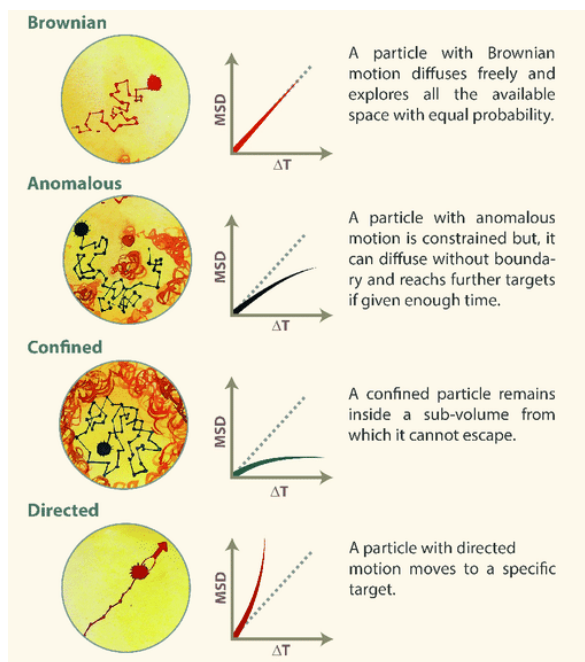 Brownian
MSD
ΔT
A particle with Brownian
motion diffuses freely and
explores all the available
space with equal probability.
Anomalous
MSD
ΔT
A particle with anomalous
motion is constrained but, it
can diffuse without bounda-
ry and reachs further targets
if given enough time.
Confined
MSD
ΔT
A confined particle remains
inside a sub-volume from
which it cannot escape.
Directed
MSD
ΔT
A particle with directed
motion moves to a specific
target.